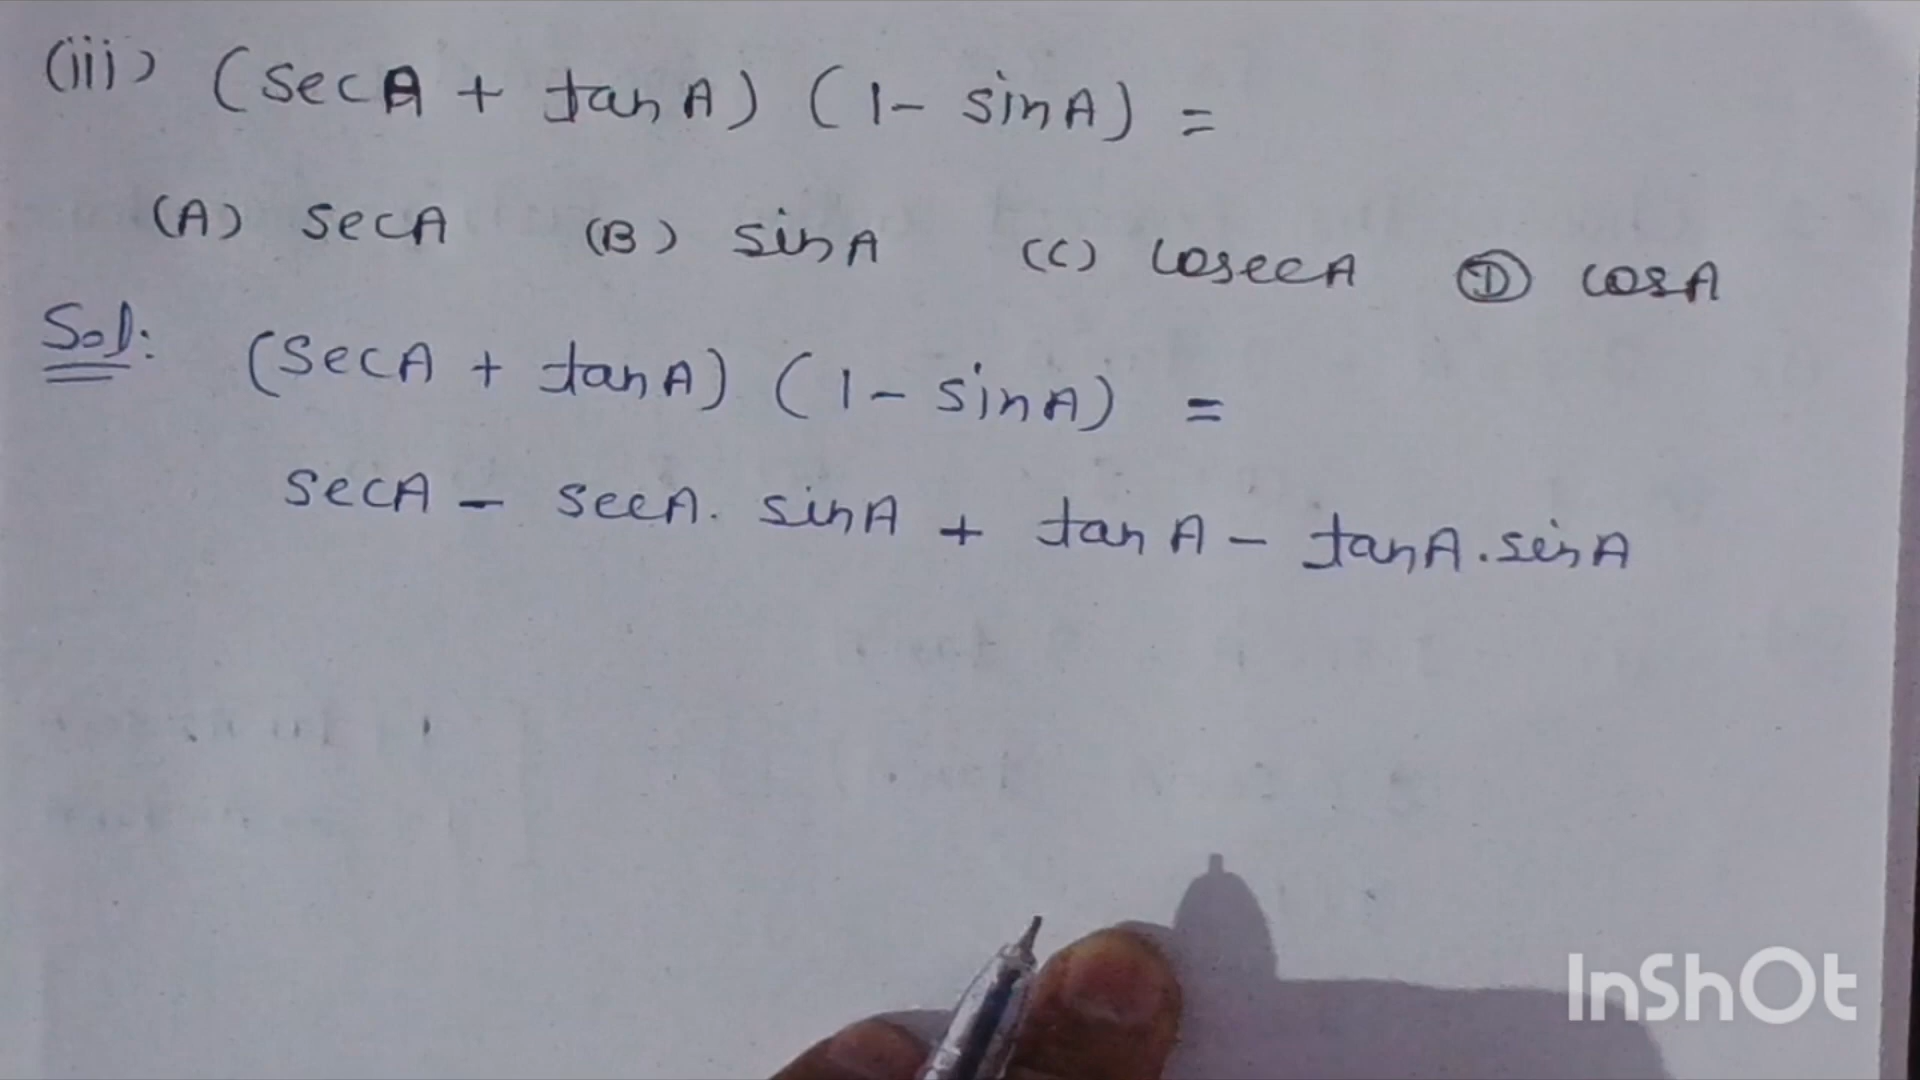 (iii) (secA + tanA) (1 - sinA) =
(A) secA (B) sinA (C) cosecA (D) cosA
Sol: (secA + tanA) (1 - sinA) =
secA - secA. sinA + tanA - tanA. sinA
InShOt